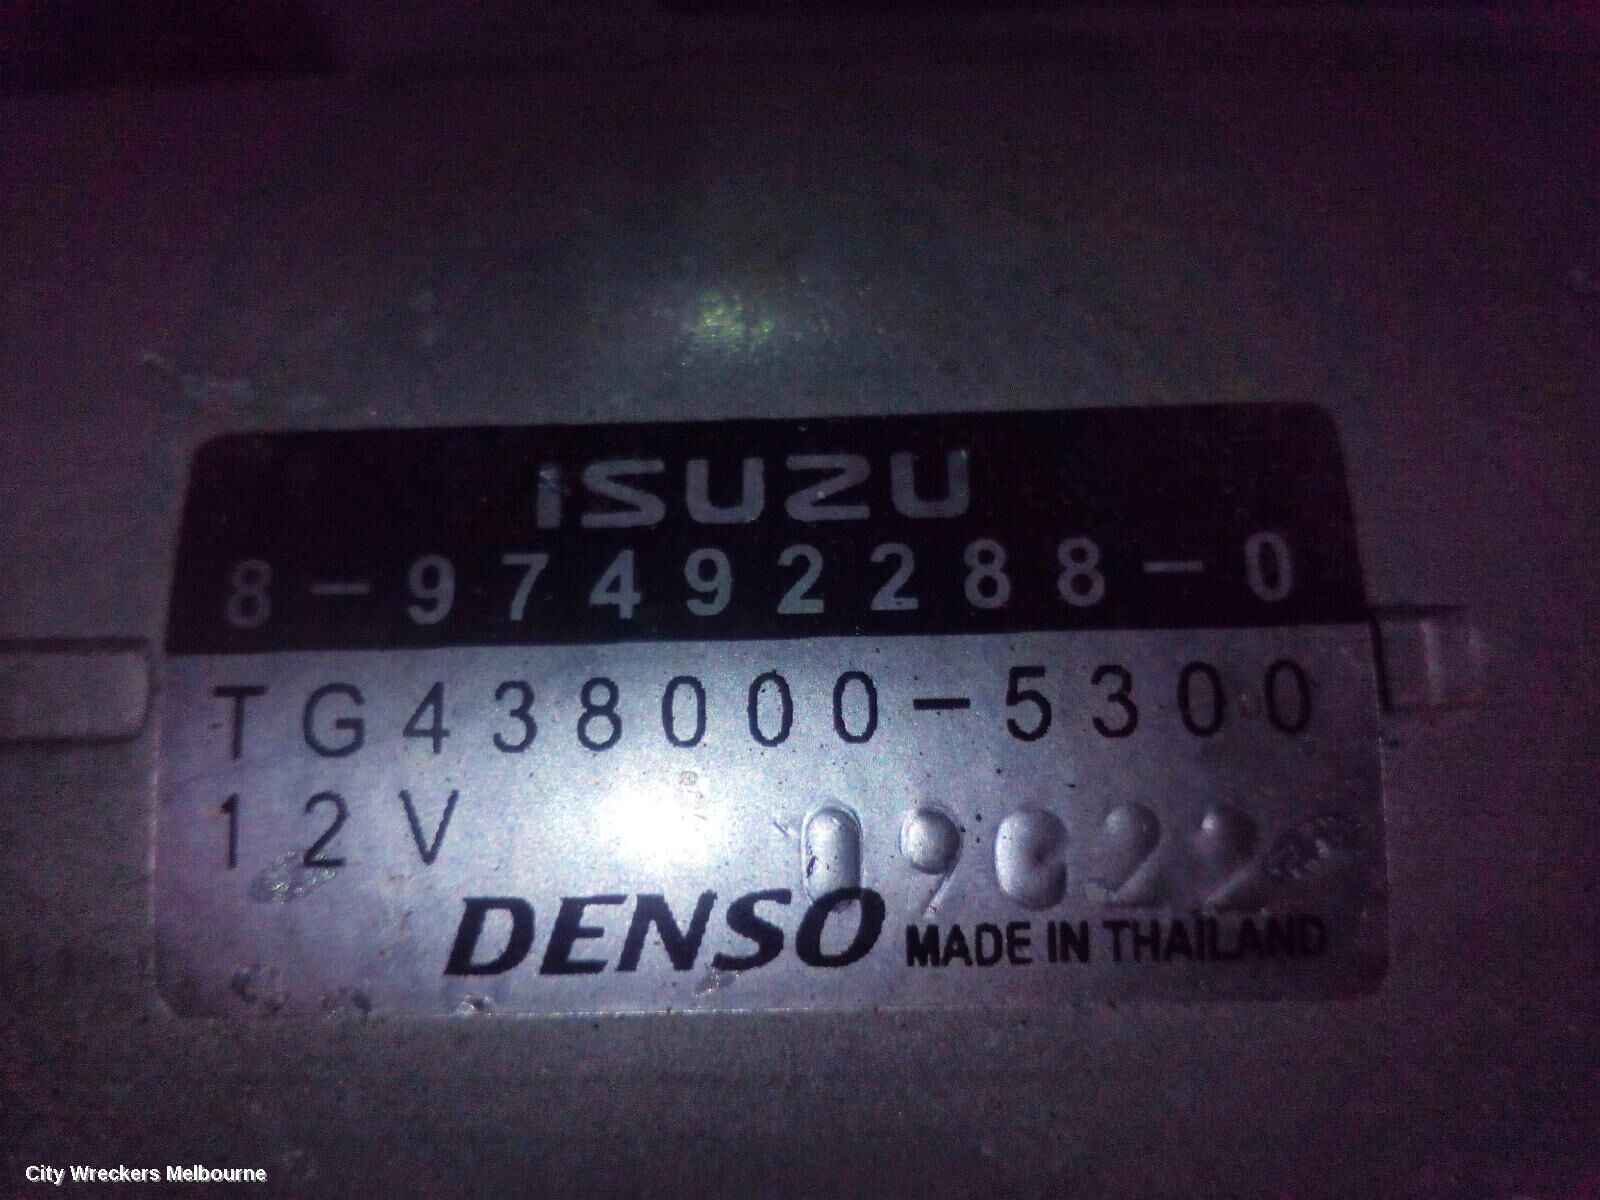 ISUZU
8-97492288-0
TG438000-5300
12V
DENSO MADE IN THAILAND
City Wreckers Melbourne